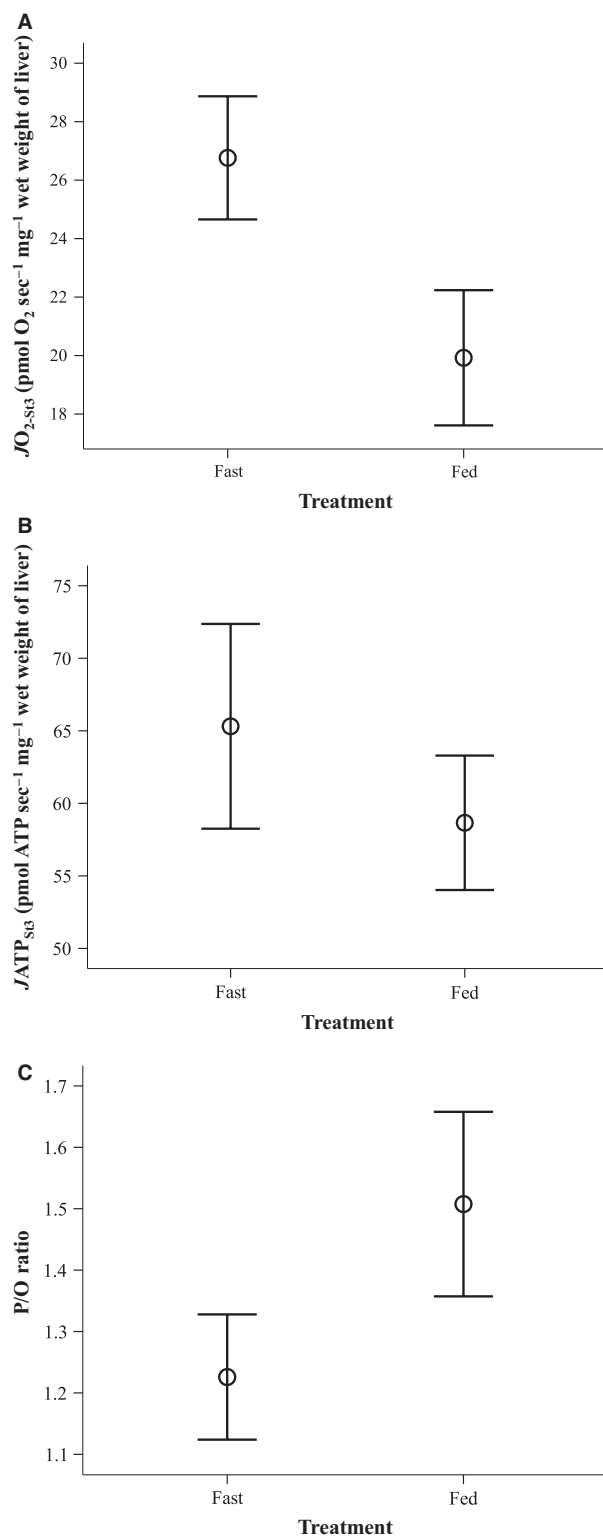 A
JO₂-St3 (pmol O₂ sec⁻¹ mg⁻¹ wet weight of liver)
30
28
26
24
22
20
18
Fast
Fed
Treatment
B
JATPSt3 (pmol ATP sec⁻¹ mg⁻¹ wet weight of liver)
75
70
65
60
55
50
Fast
Fed
Treatment
C
P/O ratio
1.7
1.6
1.5
1.4
1.3
1.2
1.1
Fast
Fed
Treatment